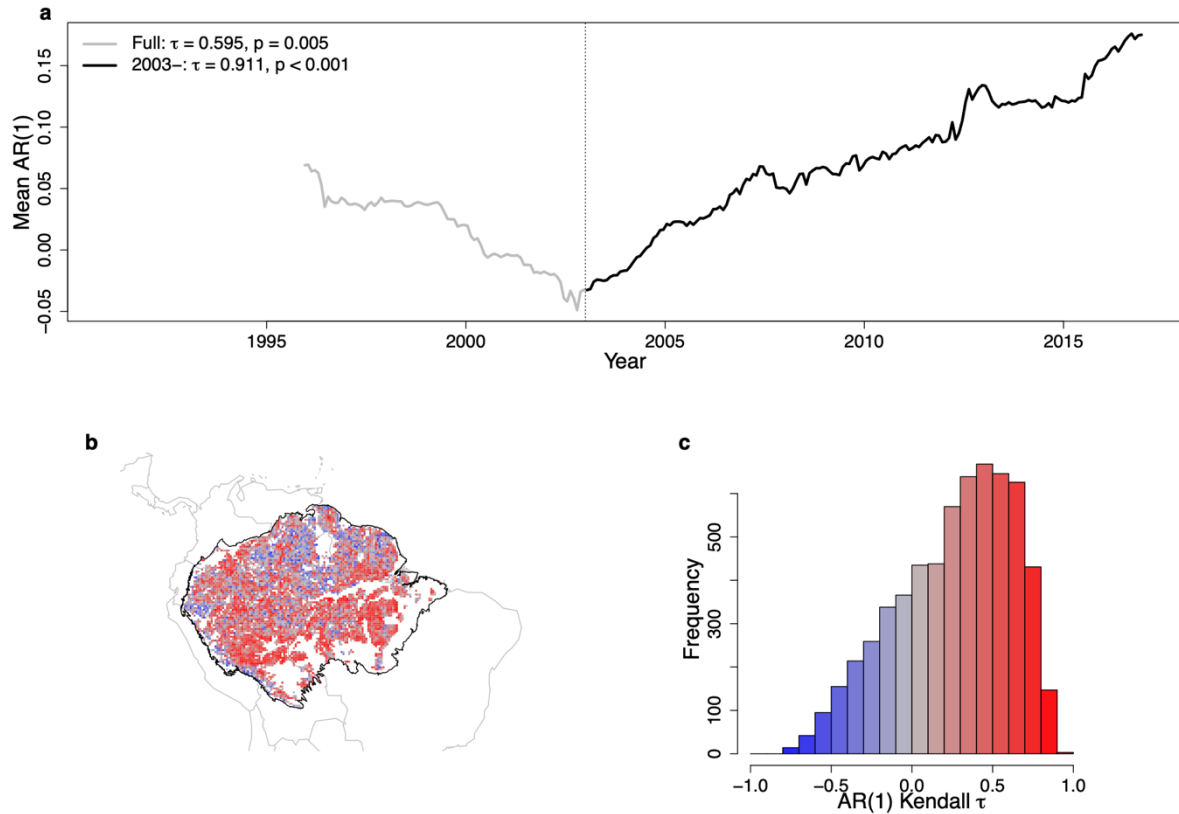 a
Full: τ = 0.595, p = 0.005
2003−: τ = 0.911, p < 0.001
Mean AR(1)
0.15
0.10
0.05
0.00
−0.05
1995 2000 2005 2010 2015
Year
b
c
Frequency
500
300
100
0
−1.0 −0.5 0.0 0.5 1.0
AR(1) Kendall τ